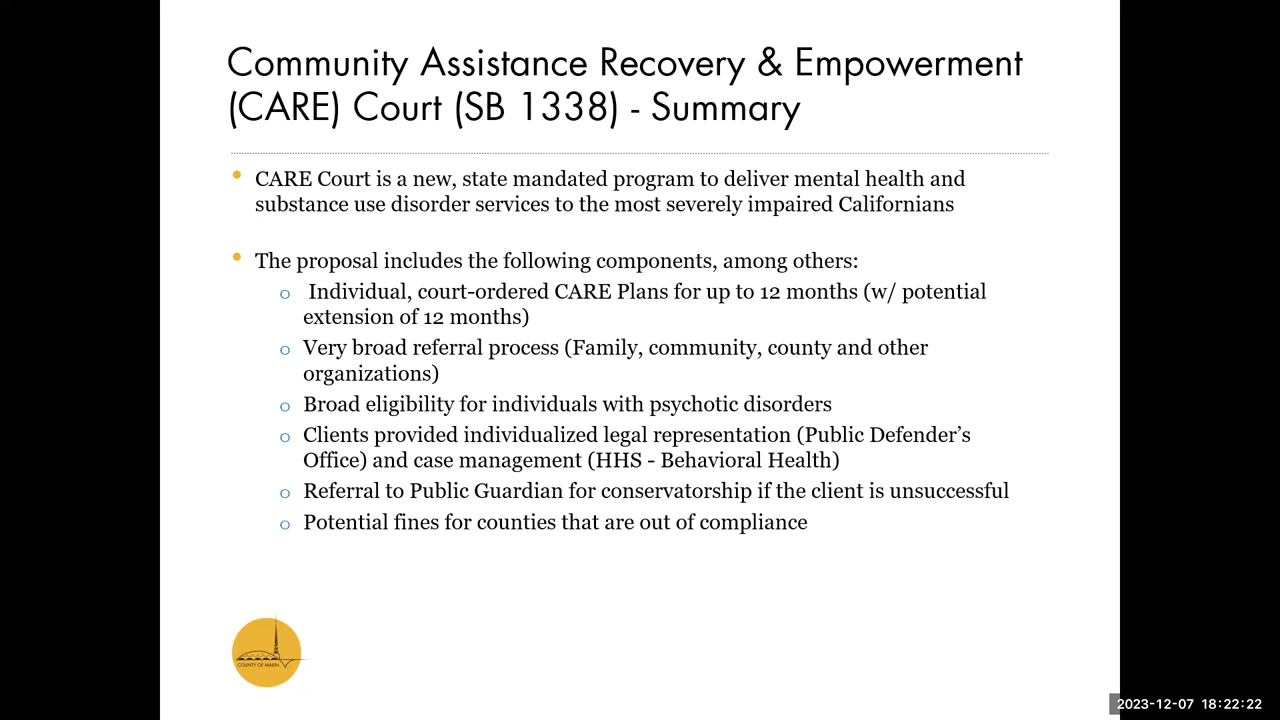 Community Assistance Recovery & Empowerment
(CARE) Court (SB 1338) - Summary
• CARE Court is a new, state mandated program to deliver mental health and
substance use disorder services to the most severely impaired Californians
• The proposal includes the following components, among others:
o Individual, court-ordered CARE Plans for up to 12 months (w/ potential
extension of 12 months)
o Very broad referral process (Family, community, county and other
organizations)
o Broad eligibility for individuals with psychotic disorders
o Clients provided individualized legal representation (Public Defender’s
Office) and case management (HHS - Behavioral Health)
o Referral to Public Guardian for conservatorship if the client is unsuccessful
o Potential fines for counties that are out of compliance
COUNTY OF MARIN
2023-12-07 18:22:22